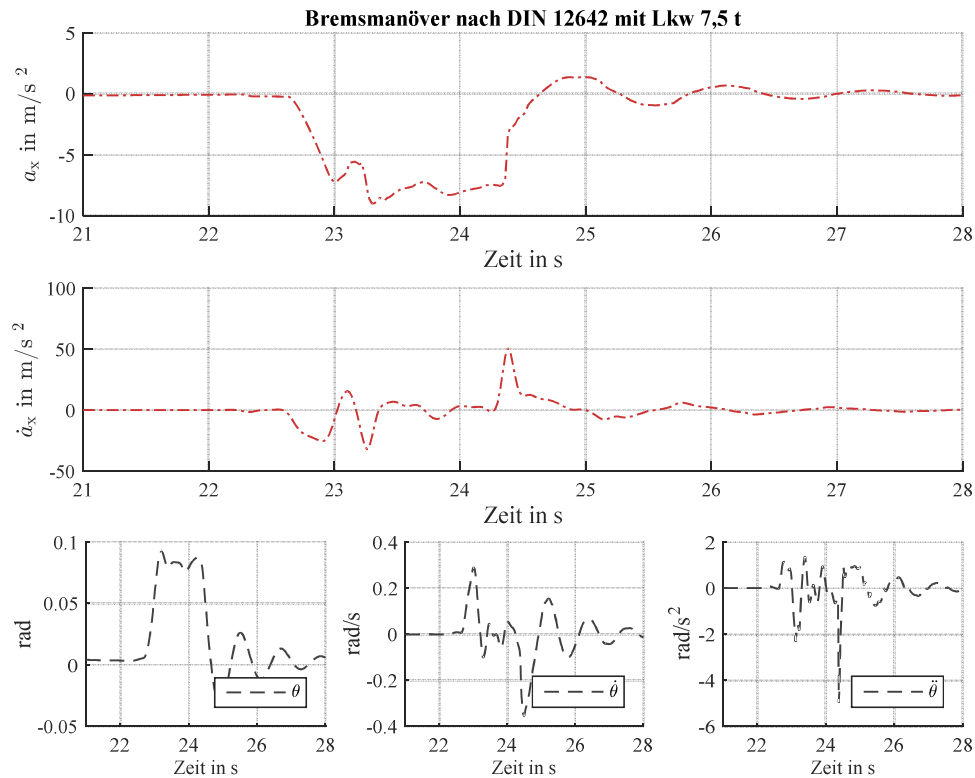 Bremsmanöver nach DIN 12642 mit Lkw 7,5 t
5
0
-5
-10
a_x in m/s ²
21 22 23 24 25 26 27 28
Zeit in s
100
50
0
-50
ȧ_x in m/s ²
21 22 23 24 25 26 27 28
Zeit in s
0.1
0.05
0
-0.05
rad
θ
22 24 26 28
Zeit in s
0.4
0.2
0
-0.2
-0.4
rad/s
θ̇
22 24 26 28
Zeit in s
2
0
-2
-4
-6
rad/s²
θ̈
22 24 26 28
Zeit in s